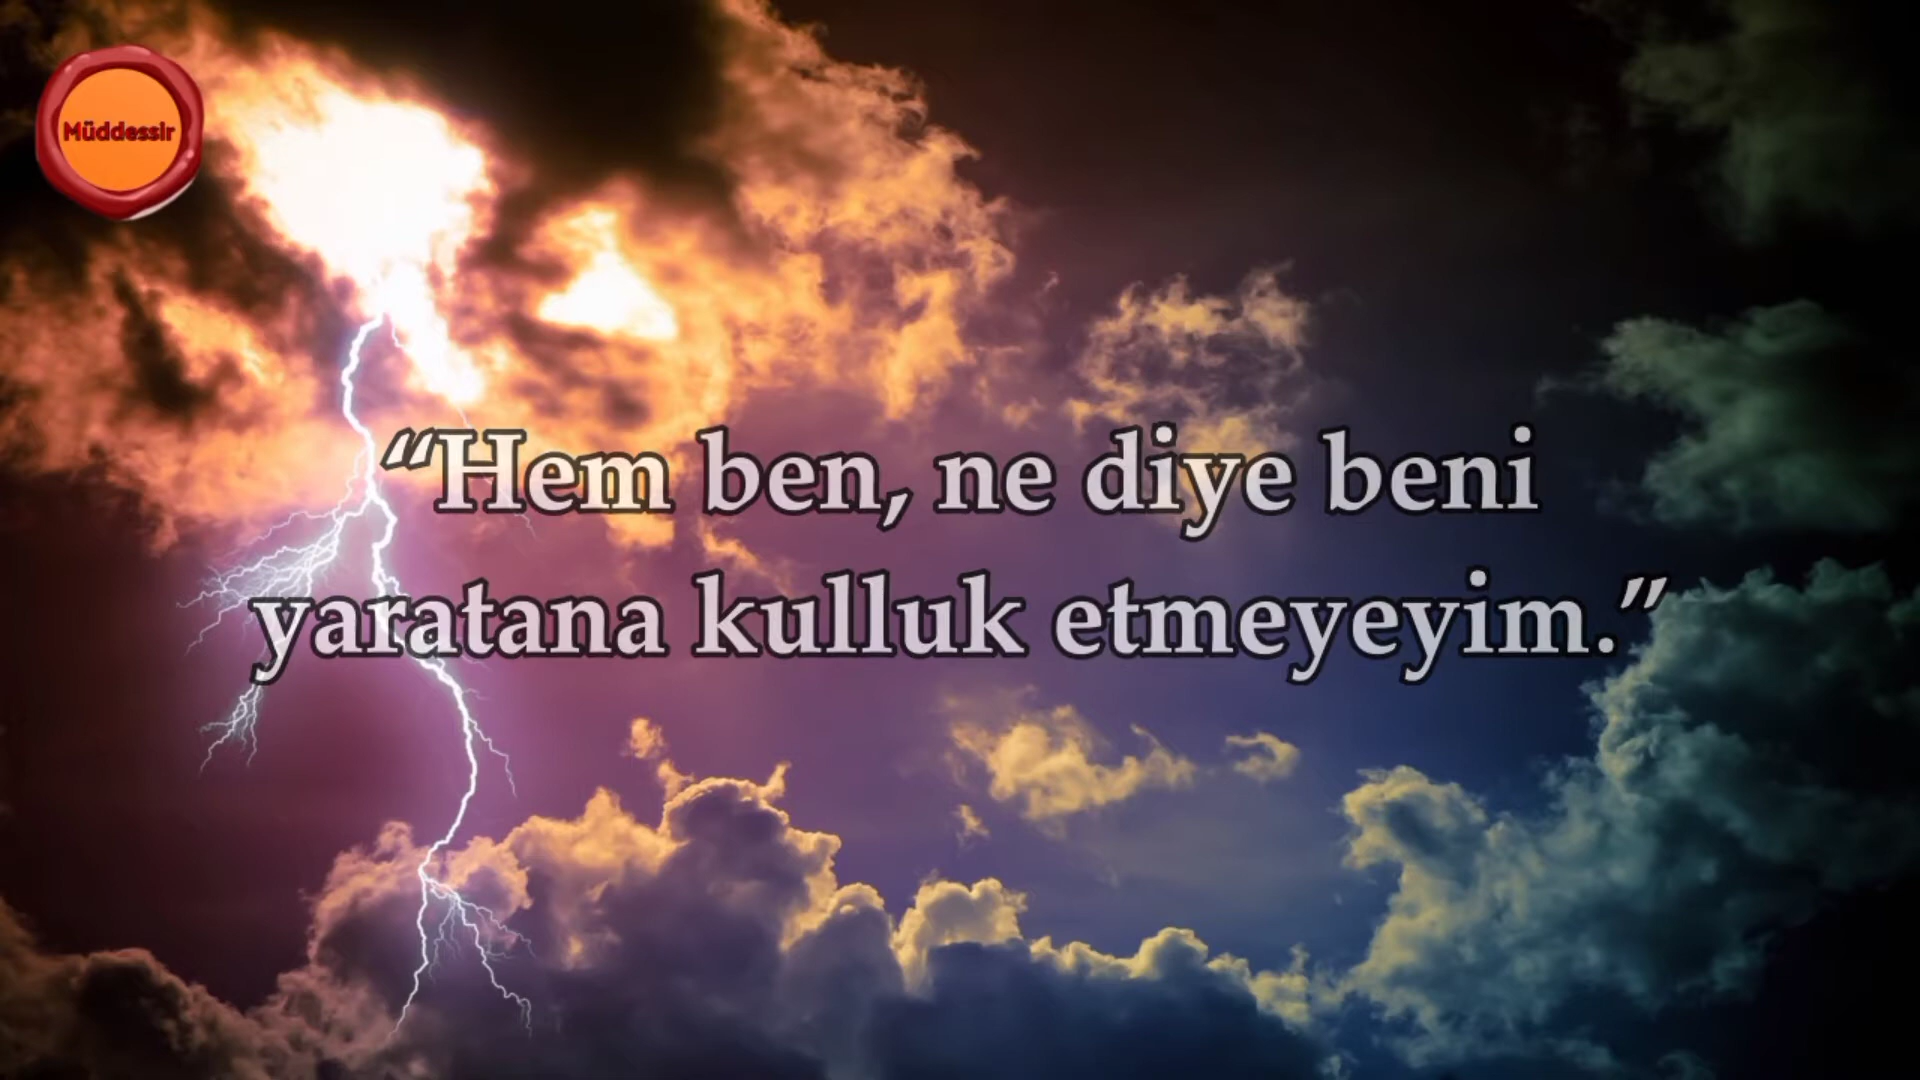 Müddessir
“Hem ben, ne diye beni
yaratana kulluk etmeyeyim.”